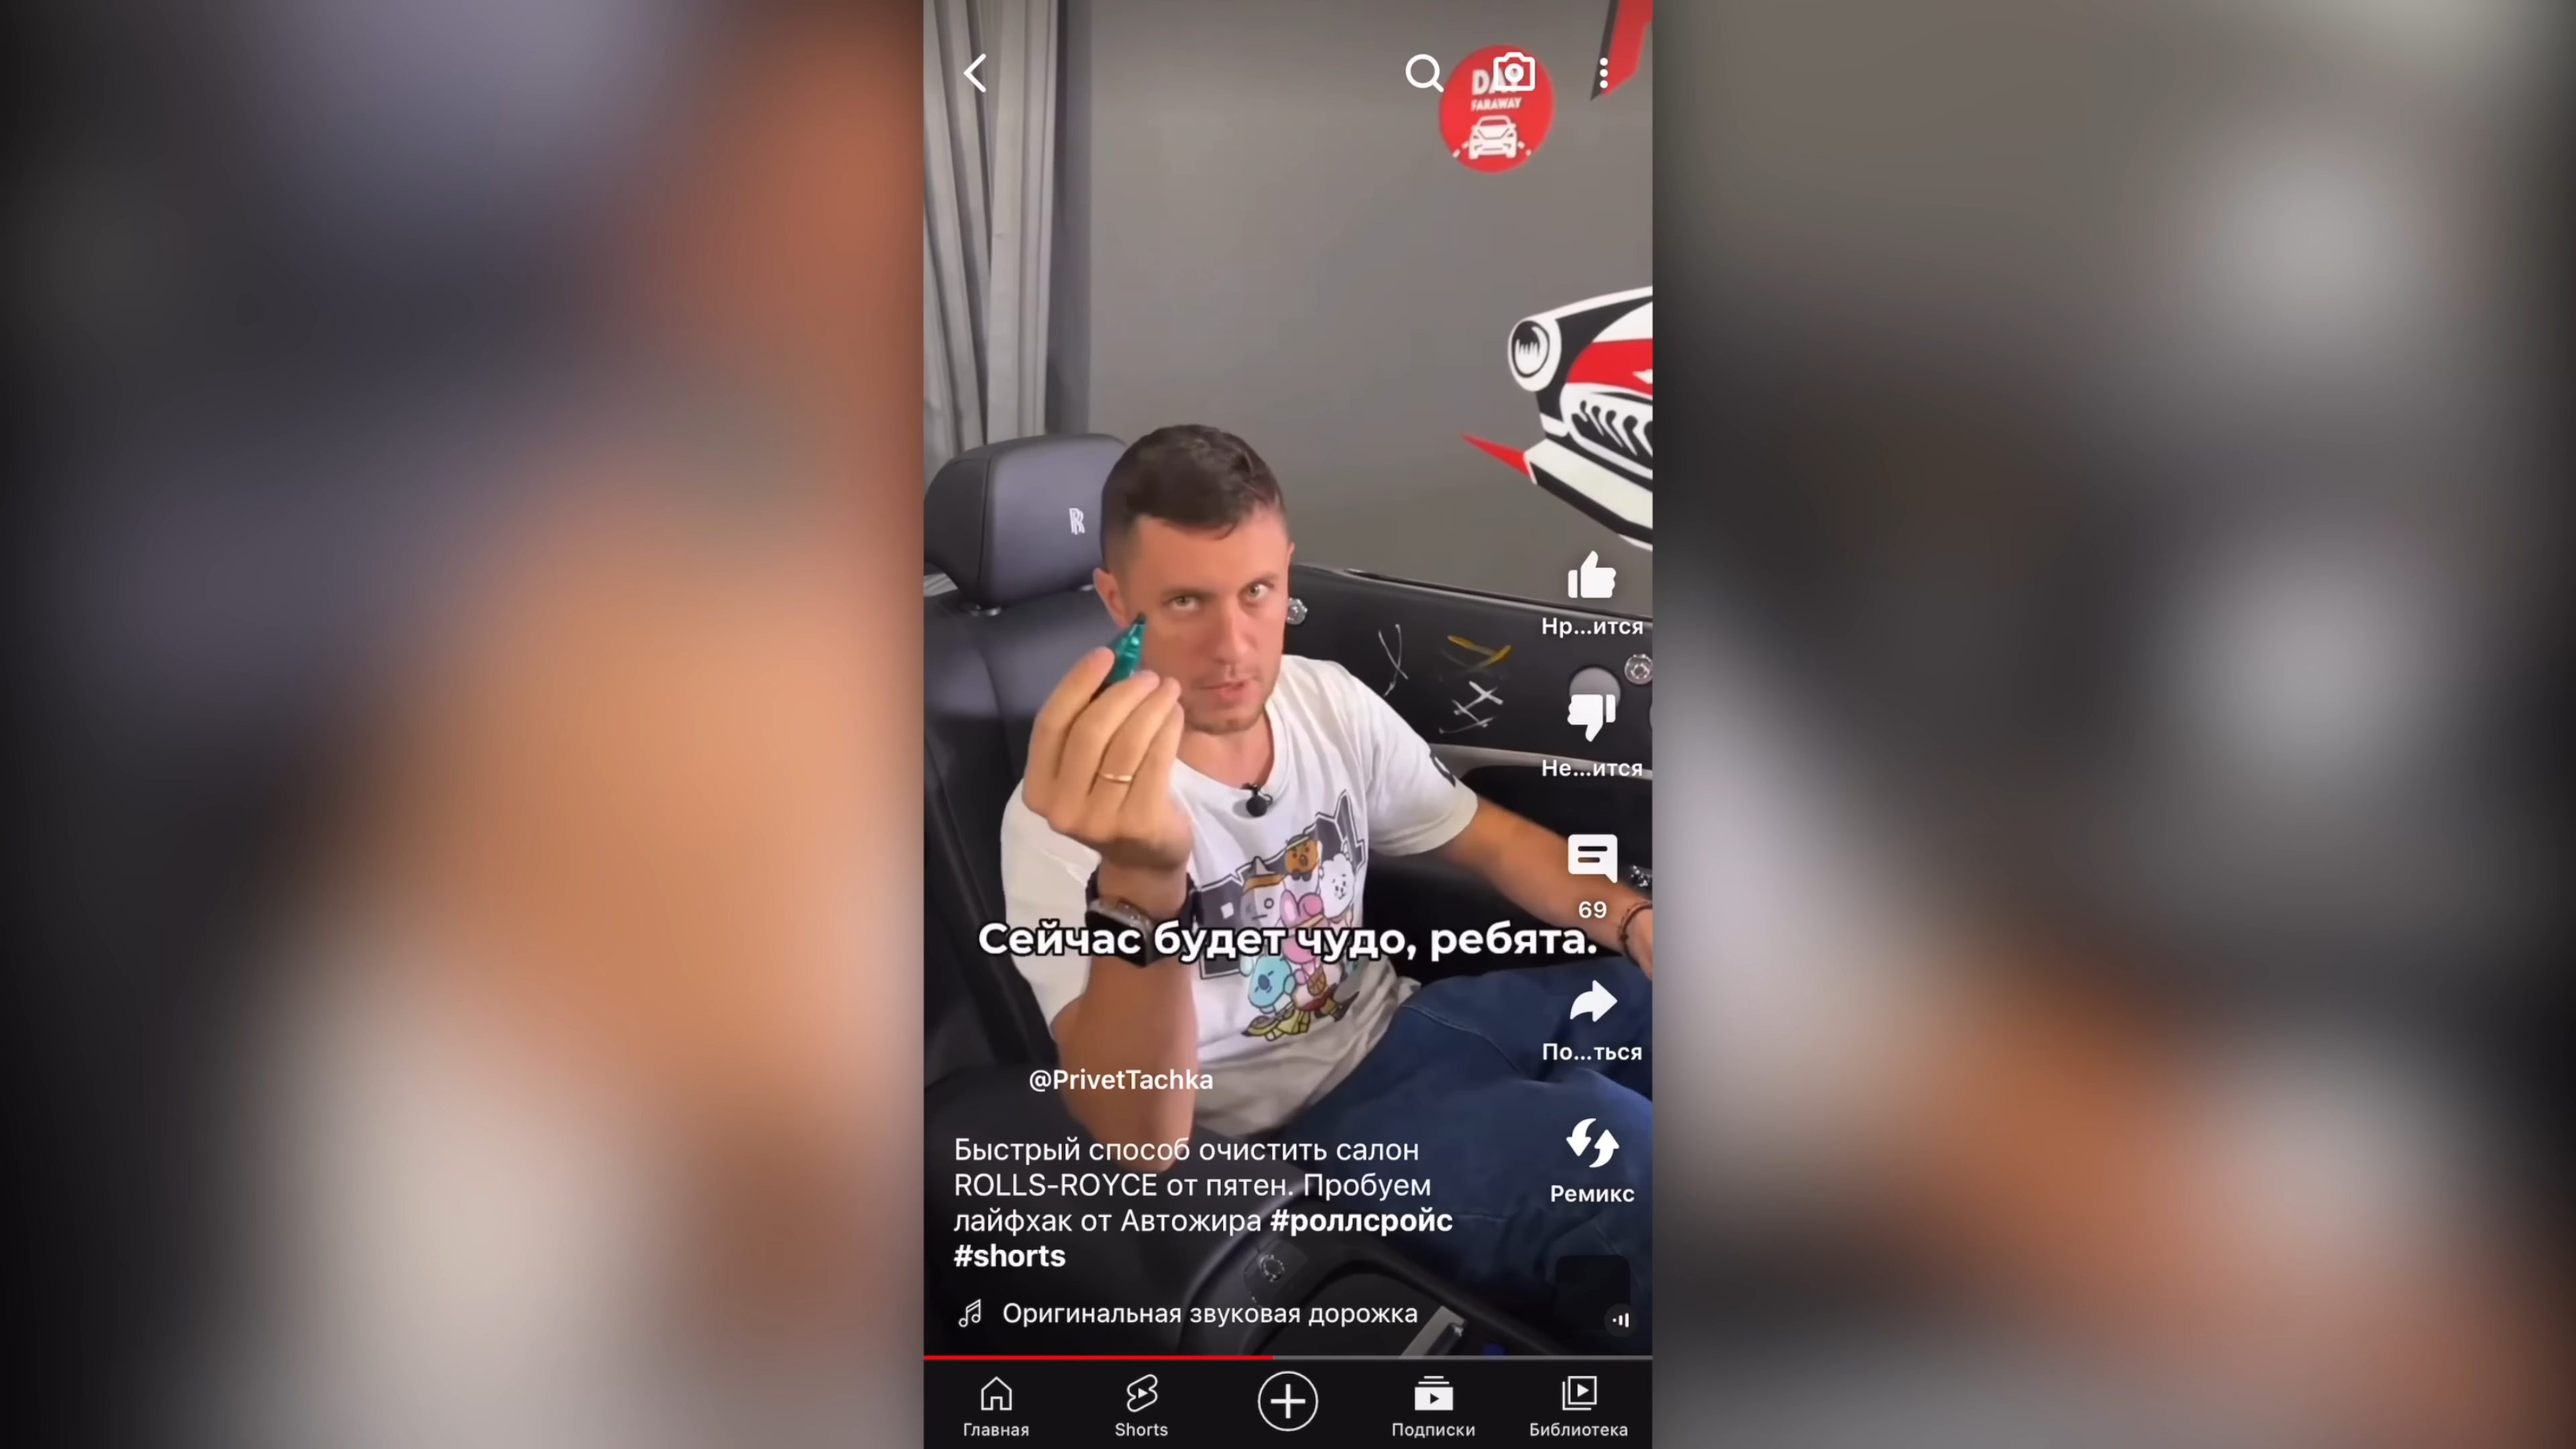 FARAWAY
R
Нр...ится
Не...ится
69
Сейчас будет чудо, ребята.
По...ться
@PrivetTachka
Быстрый способ очистить салон
ROLLS-ROYCE от пятен. Пробуем
лайфхак от Автожира #роллсройс
#shorts
Ремикс
Оригинальная звуковая дорожка
Главная
Shorts
Подписки
Библиотека